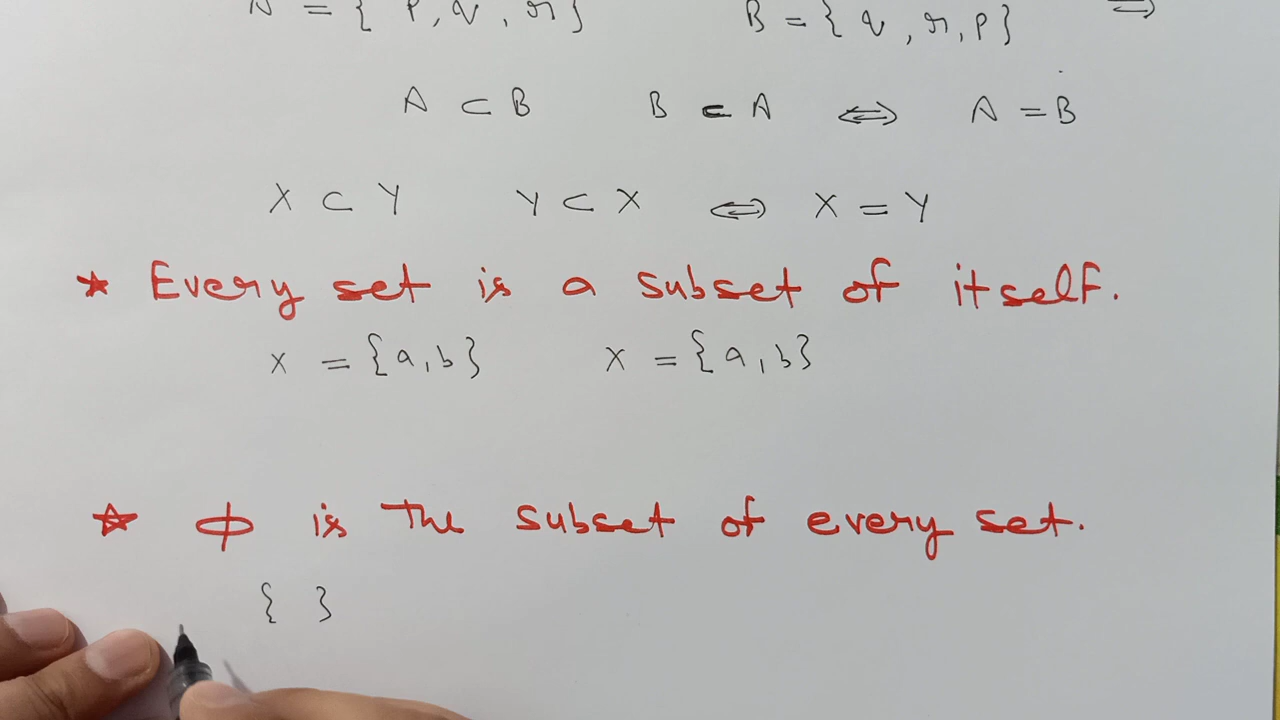 A = { p, q, r }   B = { q, r, p }   ⇒
A ⊂ B   B ⊂ A   ⇔   A = B
X ⊂ Y   Y ⊂ X   ⇔   X = Y
★ Every set is a subset of itself.
x = {a, b}   x = {a, b}
★ ϕ is the subset of every set.
{ }